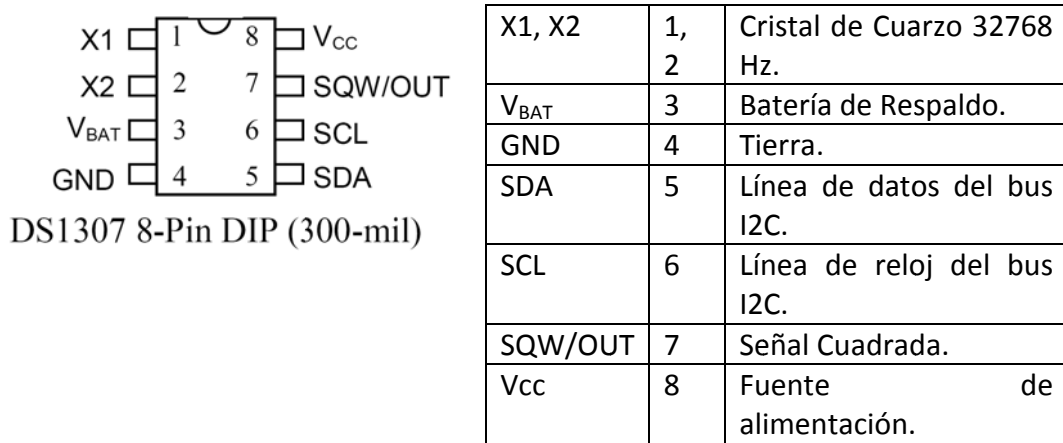 X1 1 8 VCC
X2 2 7 SQW/OUT
VBAT 3 6 SCL
GND 4 5 SDA
DS1307 8-Pin DIP (300-mil)
X1, X2 1, Cristal de Cuarzo 32768
2 Hz.
VBAT 3 Batería de Respaldo.
GND 4 Tierra.
SDA 5 Línea de datos del bus
I2C.
SCL 6 Línea de reloj del bus
I2C.
SQW/OUT 7 Señal Cuadrada.
Vcc 8 Fuente de
alimentación.